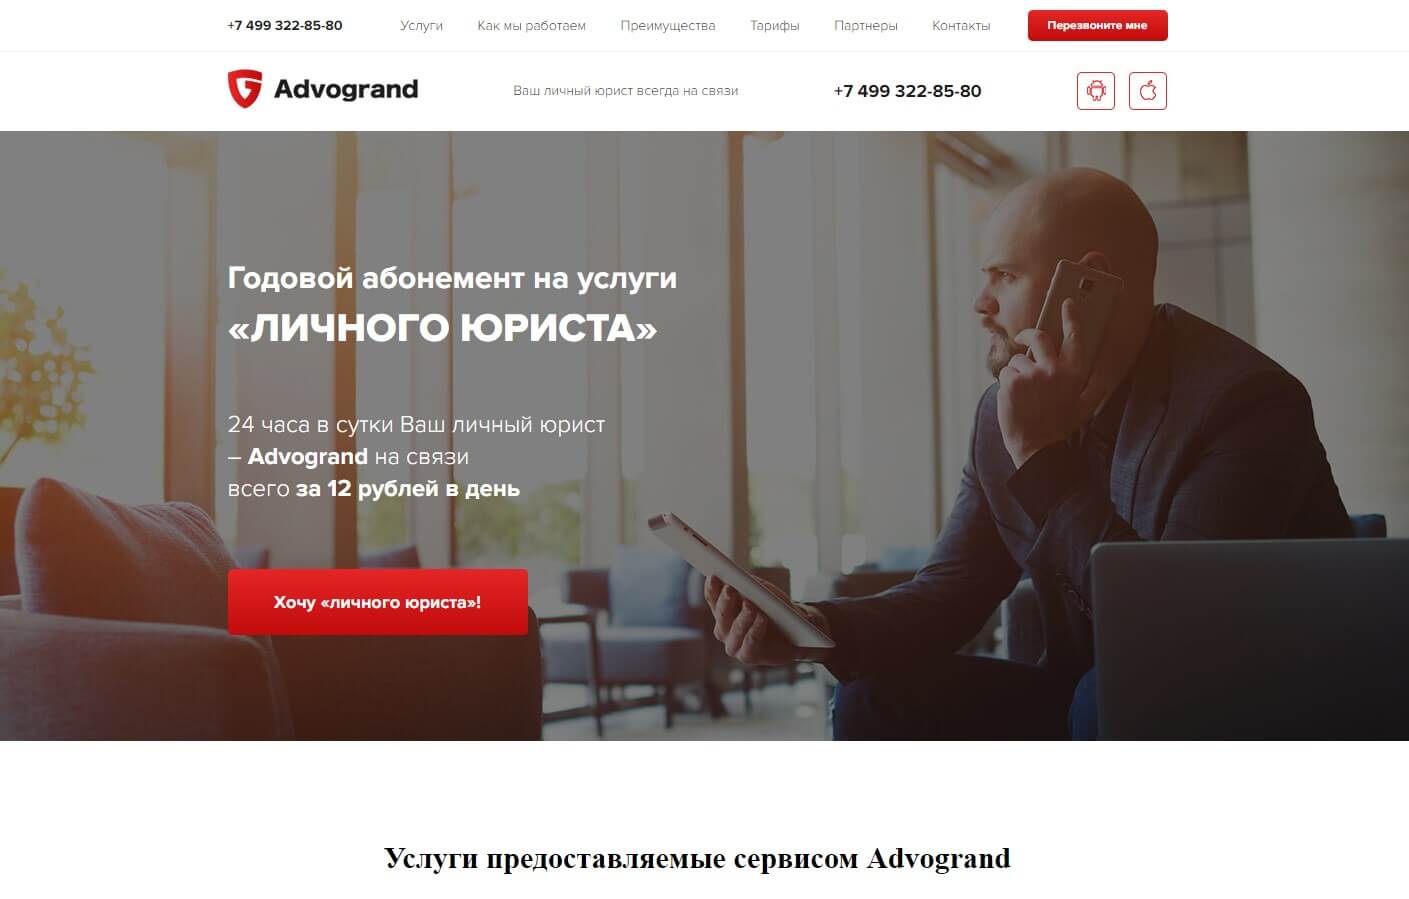 +7 499 322-85-80
Услуги
Как мы работаем
Преимущества
Тарифы
Партнеры
Контакты
Перезвоните мне
Advogrand
Ваш личный юрист всегда на связи
+7 499 322-85-80
Годовой абонемент на услуги
«ЛИЧНОГО ЮРИСТА»
24 часа в сутки Ваш личный юрист
– Advogrand на связи
всего за 12 рублей в день
Хочу «личного юриста»!
Услуги предоставляемые сервисом Advogrand